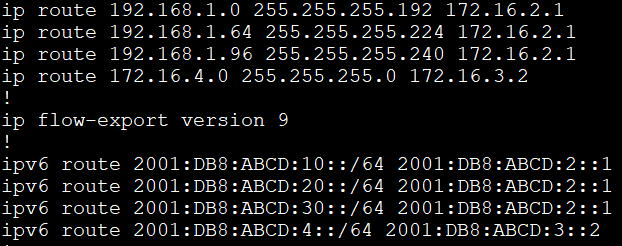 ip route 192.168.1.0 255.255.255.192 172.16.2.1
ip route 192.168.1.64 255.255.255.224 172.16.2.1
ip route 192.168.1.96 255.255.255.240 172.16.2.1
ip route 172.16.4.0 255.255.255.0 172.16.3.2
!
ip flow-export version 9
!
ipv6 route 2001:DB8:ABCD:10::/64 2001:DB8:ABCD:2::1
ipv6 route 2001:DB8:ABCD:20::/64 2001:DB8:ABCD:2::1
ipv6 route 2001:DB8:ABCD:30::/64 2001:DB8:ABCD:2::1
ipv6 route 2001:DB8:ABCD:4::/64 2001:DB8:ABCD:3::2